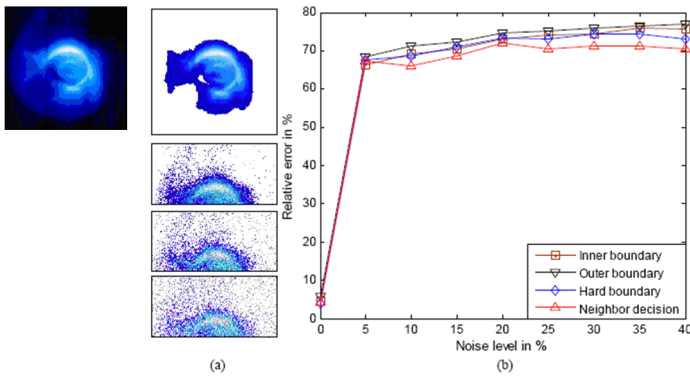 80
70
60
50
40
30
20
10
0
Relative error in %
Inner boundary
Outer boundary
Hard boundary
Neighbor decision
0 5 10 15 20 25 30 35 40
Noise level in %
(a)
(b)